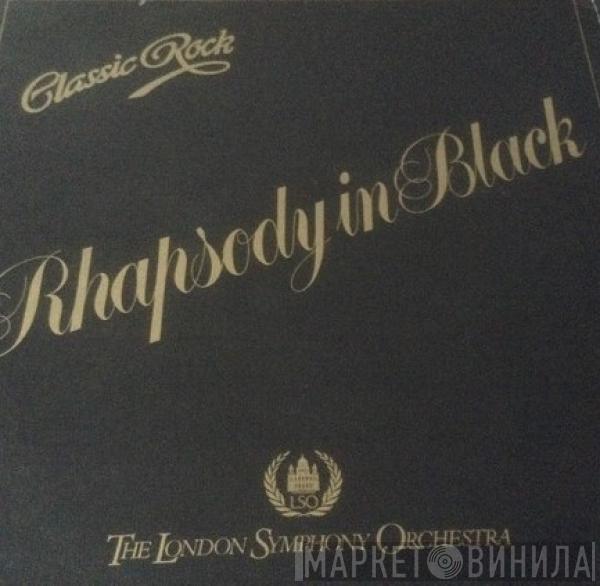 Classic Rock
Rhapsody in Black
LSO
THE LONDON SYMPHONY ORCHESTRA
МАРКЕТ ВИНИЛА